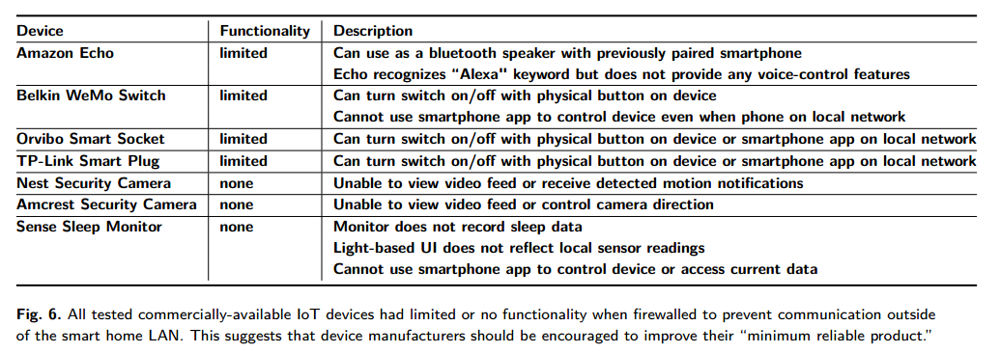 Device Functionality Description
Amazon Echo limited Can use as a bluetooth speaker with previously paired smartphone
Echo recognizes “Alexa" keyword but does not provide any voice-control features
Belkin WeMo Switch limited Can turn switch on/off with physical button on device
Cannot use smartphone app to control device even when phone on local network
Orvibo Smart Socket limited Can turn switch on/off with physical button on device or smartphone app on local network
TP-Link Smart Plug limited Can turn switch on/off with physical button on device or smartphone app on local network
Nest Security Camera none Unable to view video feed or receive detected motion notifications
Amcrest Security Camera none Unable to view video feed or control camera direction
Sense Sleep Monitor none Monitor does not record sleep data
Light-based UI does not reflect local sensor readings
Cannot use smartphone app to control device or access current data
Fig. 6. All tested commercially-available IoT devices had limited or no functionality when firewalled to prevent communication outside
of the smart home LAN. This suggests that device manufacturers should be encouraged to improve their “minimum reliable product.”